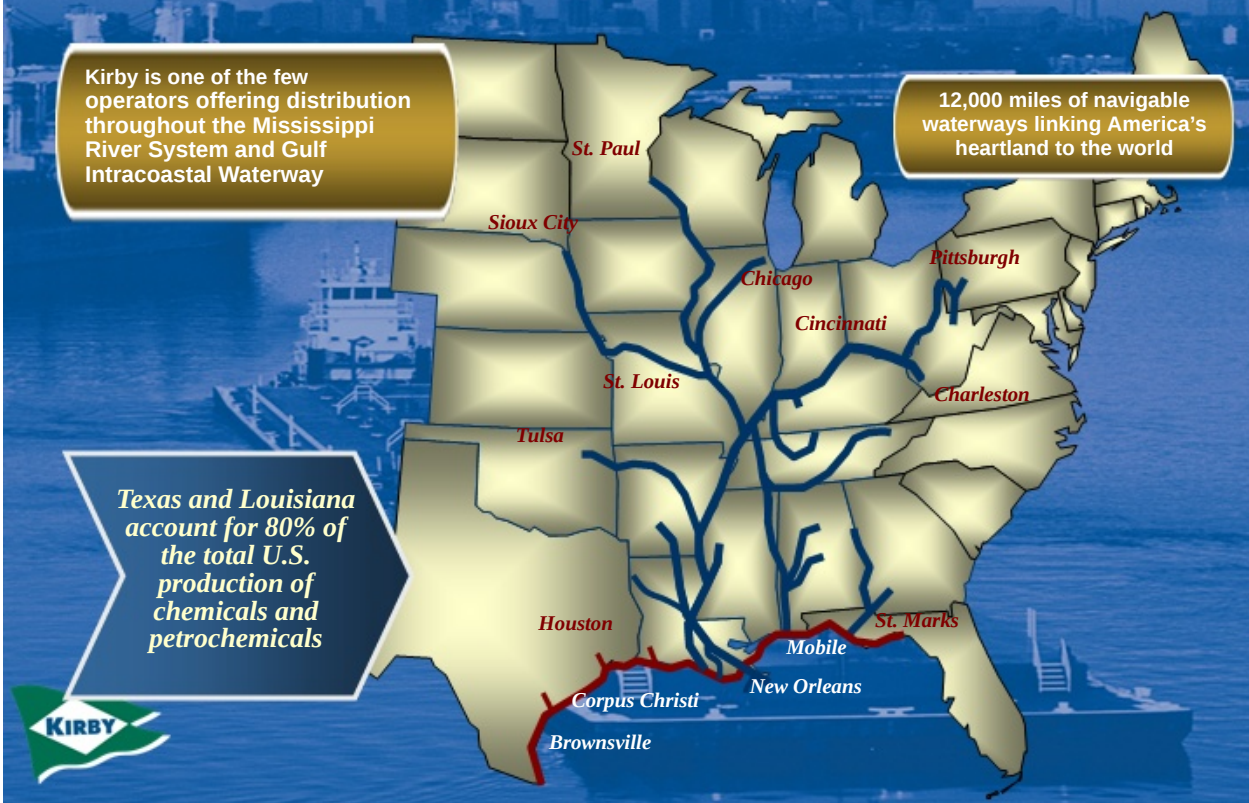 Kirby is one of the few
operators offering distribution
throughout the Mississippi
River System and Gulf
Intracoastal Waterway
12,000 miles of navigable
waterways linking America's
heartland to the world
St. Paul
Sioux City
Pittsburgh
Chicago
Cincinnati
St. Louis
Charleston
Tulsa
Texas and Louisiana
account for 80% of
the total U.S.
production of
chemicals and
petrochemicals
Houston
St. Marks
Mobile
New Orleans
Corpus Christi
Brownsville
KIRBY